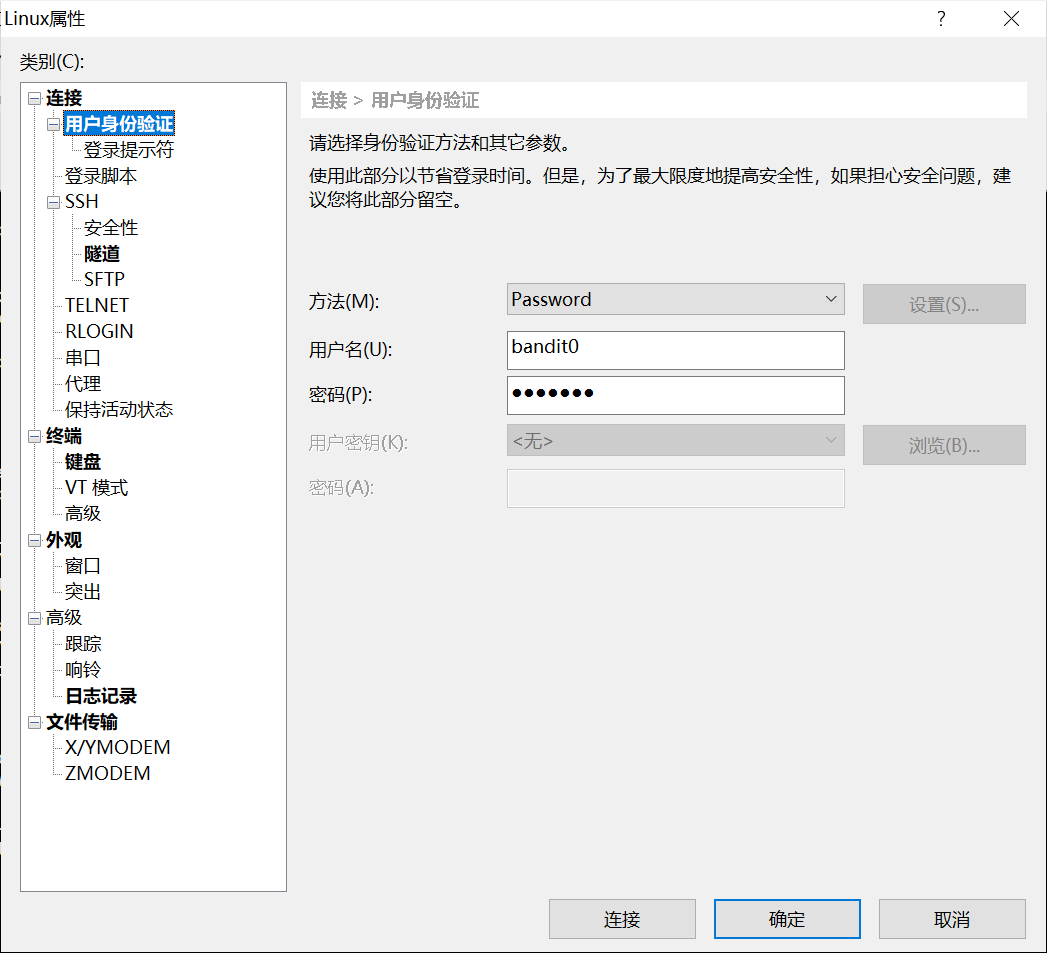 Linux属性
?
类别(C):
连接
用户身份验证
登录提示符
登录脚本
SSH
安全性
隧道
SFTP
TELNET
RLOGIN
串口
代理
保持活动状态
终端
键盘
VT 模式
高级
外观
窗口
突出
高级
跟踪
响铃
日志记录
文件传输
X/YMODEM
ZMODEM
连接 > 用户身份验证
请选择身份验证方法和其它参数。
使用此部分以节省登录时间。但是，为了最大限度地提高安全性，如果担心安全问题，建
议您将此部分留空。
方法(M):
Password
设置(S)...
用户名(U):
bandit0
密码(P):
●●●●●●●
用户密钥(K):
<无>
浏览(B)...
密码(A):
连接
确定
取消